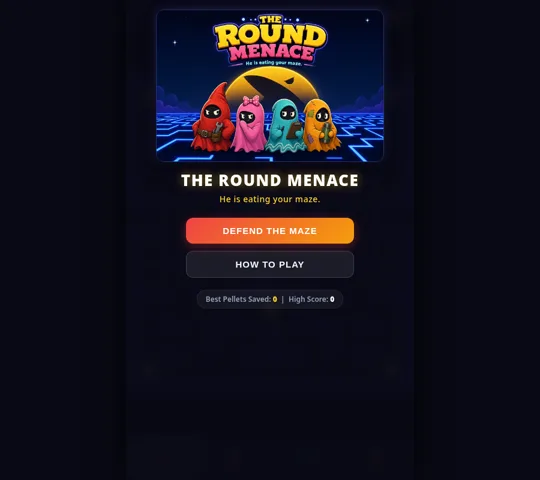 THE
ROUND
MENACE
He is eating your maze.
THE ROUND MENACE
He is eating your maze.
DEFEND THE MAZE
HOW TO PLAY
Best Pellets Saved: 0 | High Score: 0